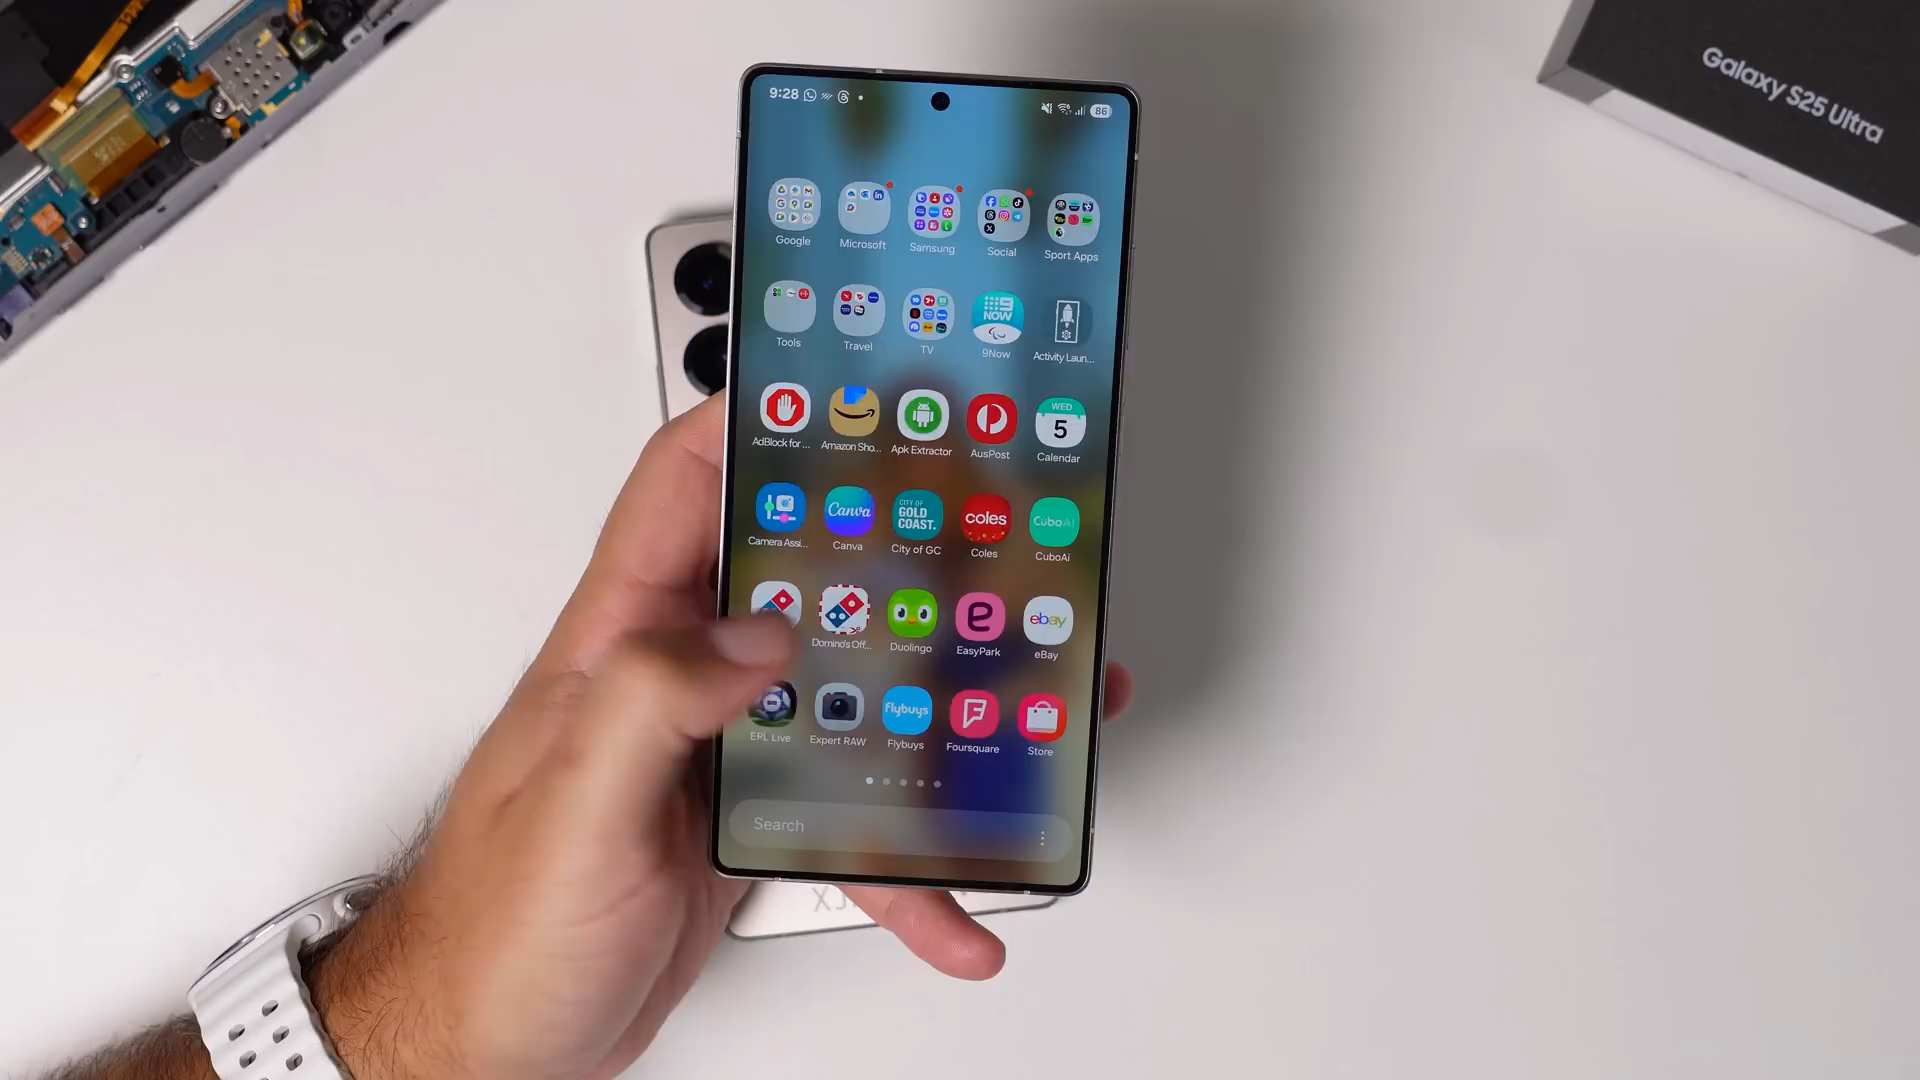 Galaxy S25 Ultra
9:28
86
Google
Microsoft
Samsung
Social
Sport Apps
9
NOW
Tools
Travel
TV
9Now
Activity Laun...
WED
5
AdBlock for ...
Amazon Sho...
Apk Extractor
AusPost
Calendar
Canva
CITY OF
GOLD
COAST.
coles
CuboAi
Camera Assi...
Canva
City of GC
Coles
CuboAi
e
ebay
Domino's Off...
Duolingo
EasyPark
eBay
flybuys
EPL Live
Expert RAW
Flybuys
Foursquare
Store
Search